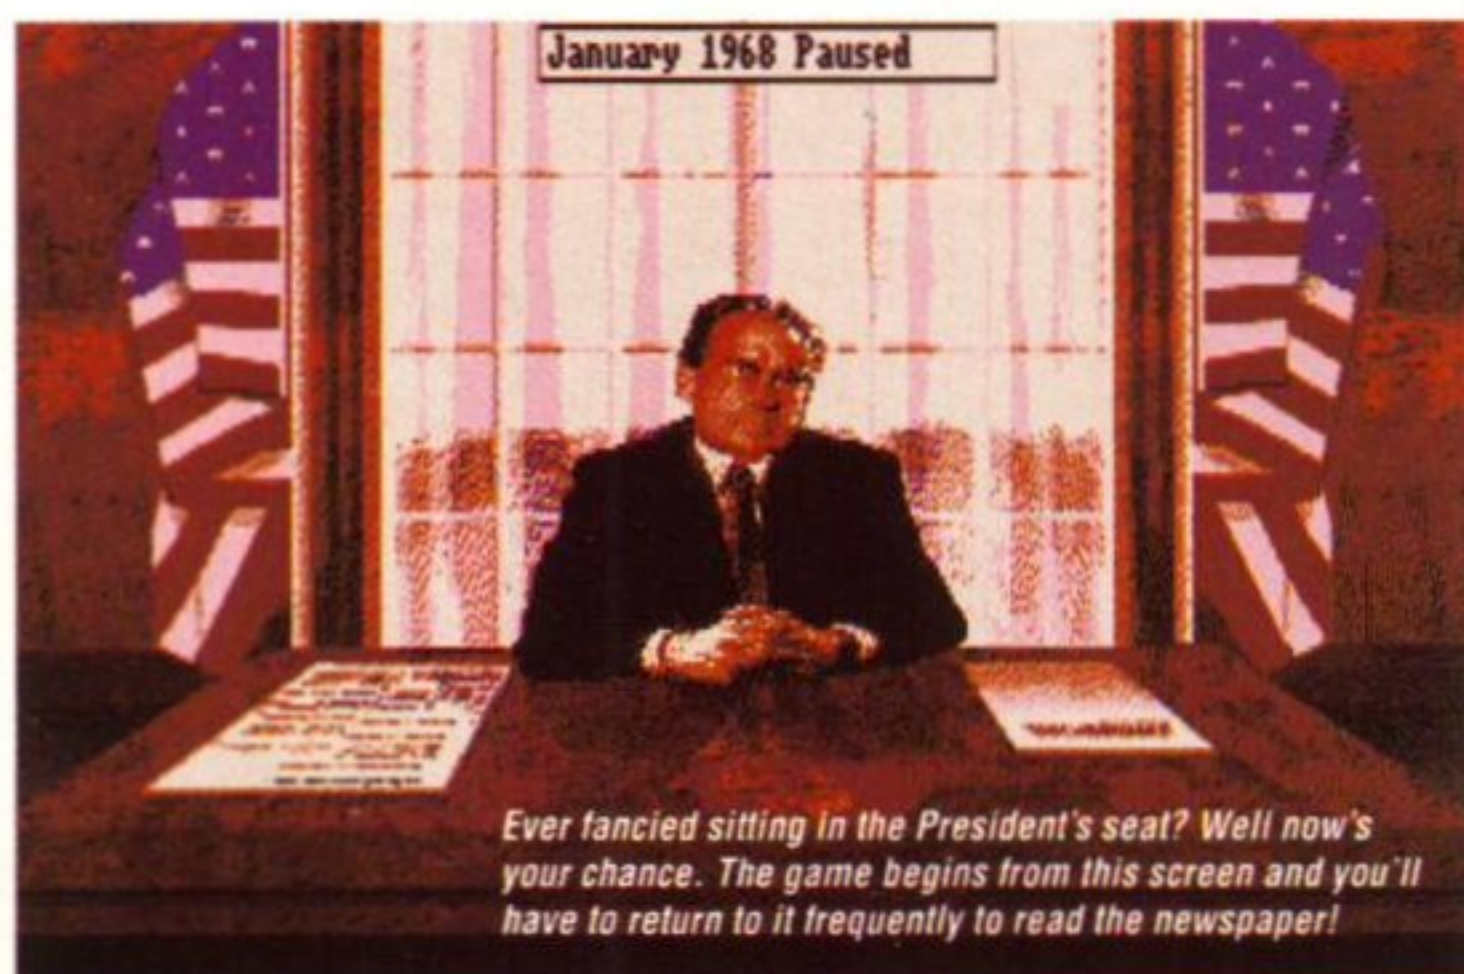 January 1968 Paused
Ever fancied sitting in the President's seat? Well now's
your chance. The game begins from this screen and you'll
have to return to it frequently to read the newspaper!